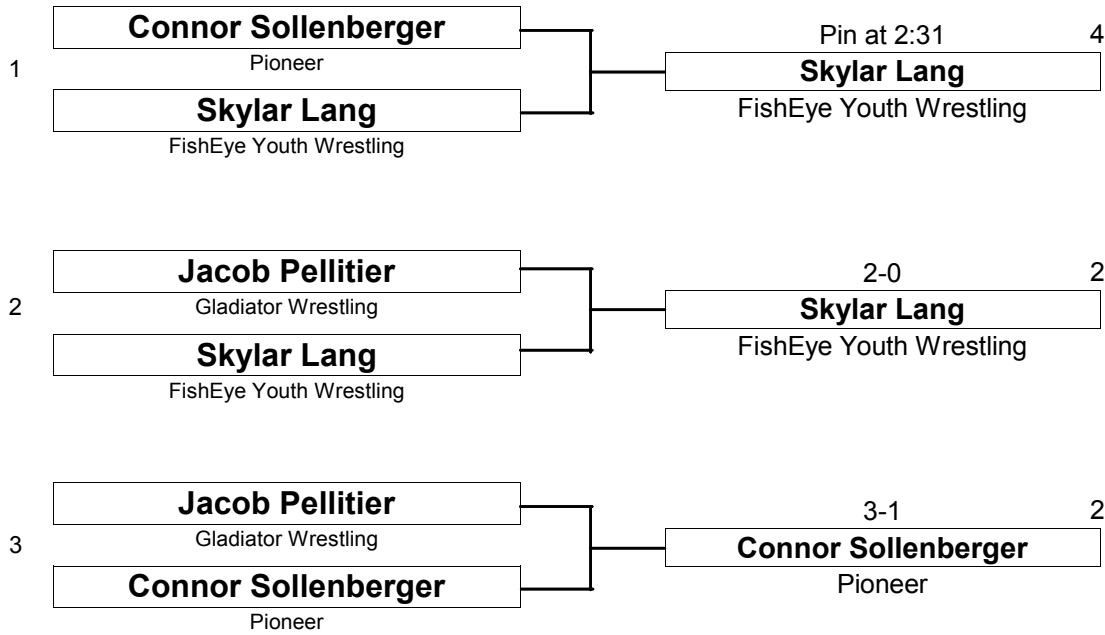 Connor Sollenberger
Pin at 2:31 4
1 Pioneer
Skylar Lang
Skylar Lang
FishEye Youth Wrestling
FishEye Youth Wrestling
Jacob Pellitier
2-0 2
2 Gladiator Wrestling
Skylar Lang
Skylar Lang
FishEye Youth Wrestling
FishEye Youth Wrestling
Jacob Pellitier
3-1 2
3 Gladiator Wrestling
Connor Sollenberger
Connor Sollenberger
Pioneer
Pioneer